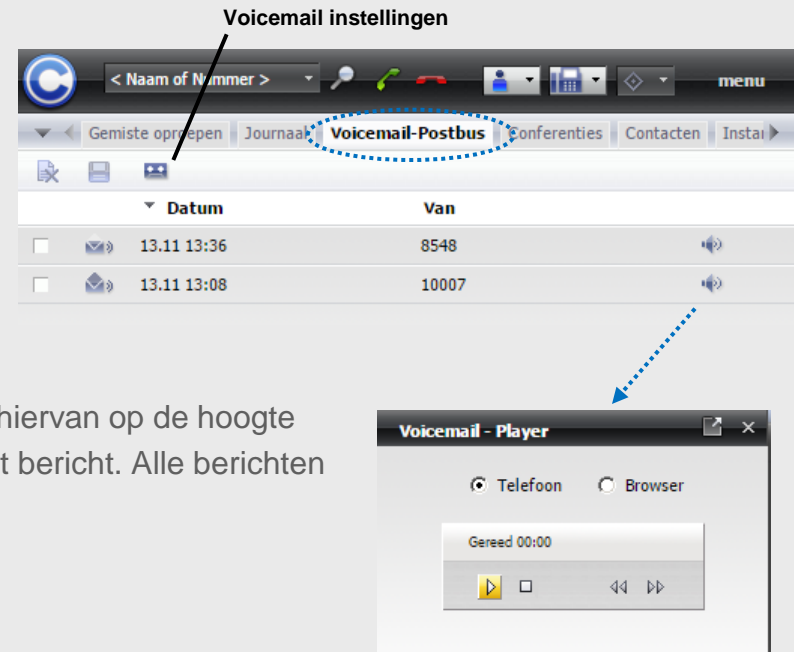 Voicemail instellingen
< Naam of Nummer >
menu
Gemiste oproepen Journaal Voicemail-Postbus Conferenties Contacten Insta
Datum Van
13.11 13:36 8548
13.11 13:08 10007
hiervan op de hoogte
t bericht. Alle berichten
Voicemail - Player
Telefoon Browser
Gereed 00:00